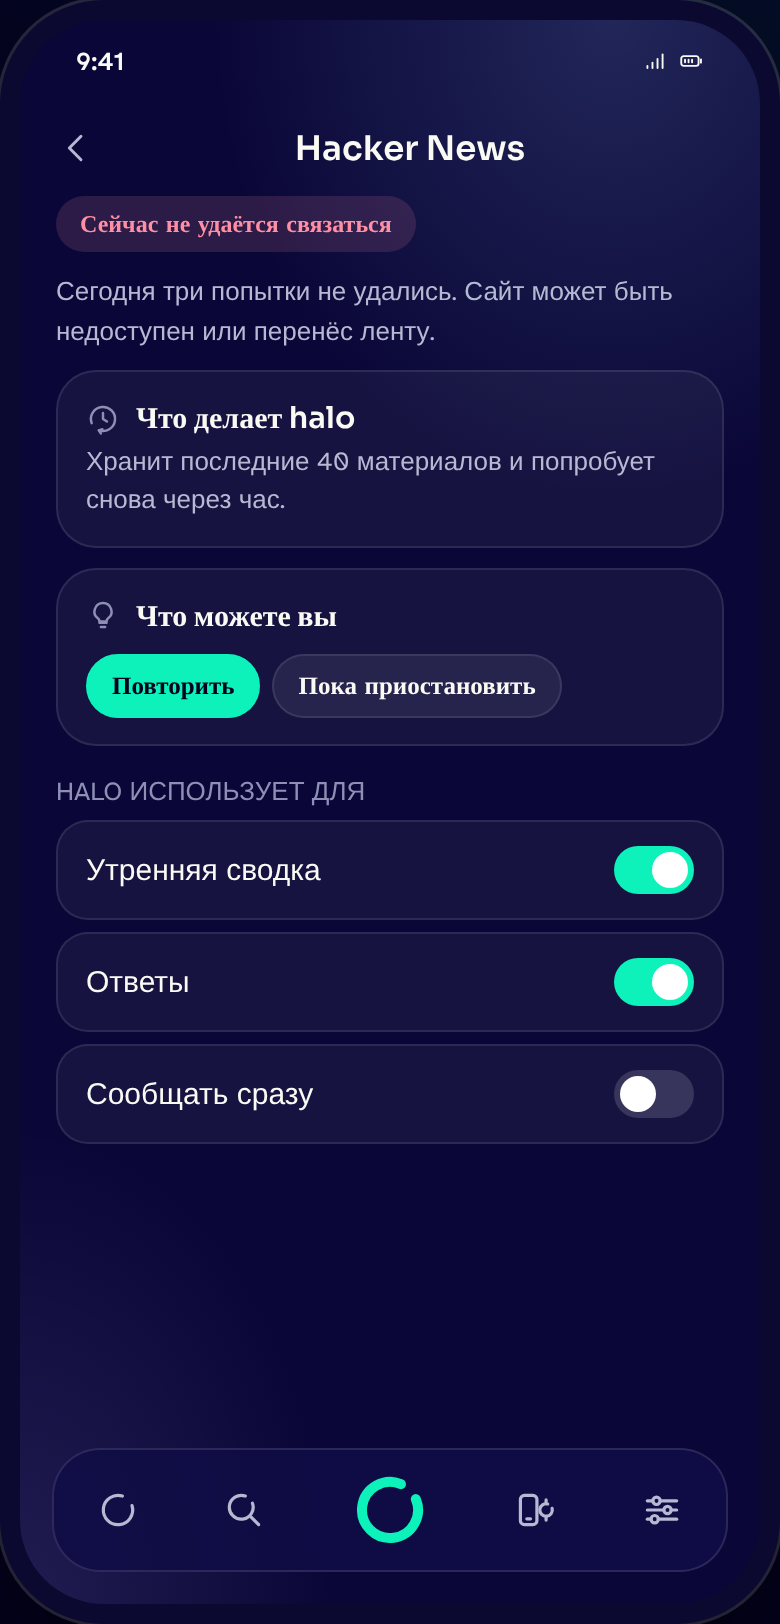 9:41
Hacker News
Сейчас не удаётся связаться
Сегодня три попытки не удались. Сайт может быть
недоступен или перенёс ленту.
Что делает halo
Хранит последние 40 материалов и попробует
снова через час.
Что можете вы
Повторить
Пока приостановить
HALO ИСПОЛЬЗУЕТ ДЛЯ
Утренняя сводка
Ответы
Сообщать сразу